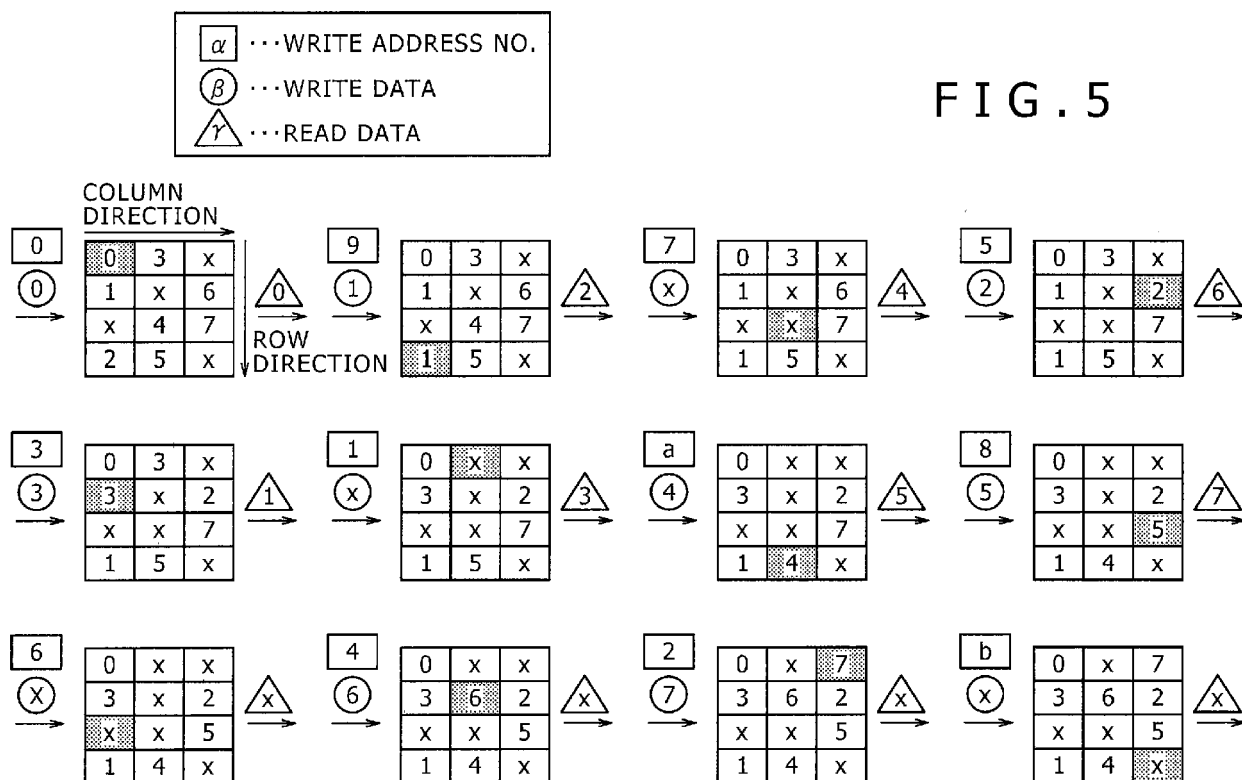 α ···WRITE ADDRESS NO.
β ···WRITE DATA
γ ···READ DATA
FIG.5
COLUMN
DIRECTION
0 9 7 5
0 3 x 0 3 x 0 3 x 0 3 x
0 1 x 6 0 1 1 x 6 2 x 1 x 6 4 2 1 x 2 6
x 4 7 x 4 7 x x 7 x x 7
ROW
2 5 x 1 5 x 1 5 x 1 5 x
DIRECTION
3 1 a 8
0 3 x 0 x x 0 x x 0 x x
3 3 x 2 1 x 3 x 2 3 4 3 x 2 5 5 3 x 2 7
x x 7 x x 7 x x 7 x x 5
1 5 x 1 5 x 1 4 x 1 4 x
6 4 2 b
0 x x 0 x x 0 x 7 0 x 7
x 3 x 2 x 6 3 6 2 x 7 3 6 2 x x 3 6 2 x
x x 5 x x 5 x x 5 x x 5
1 4 x 1 4 x 1 4 x 1 4 x